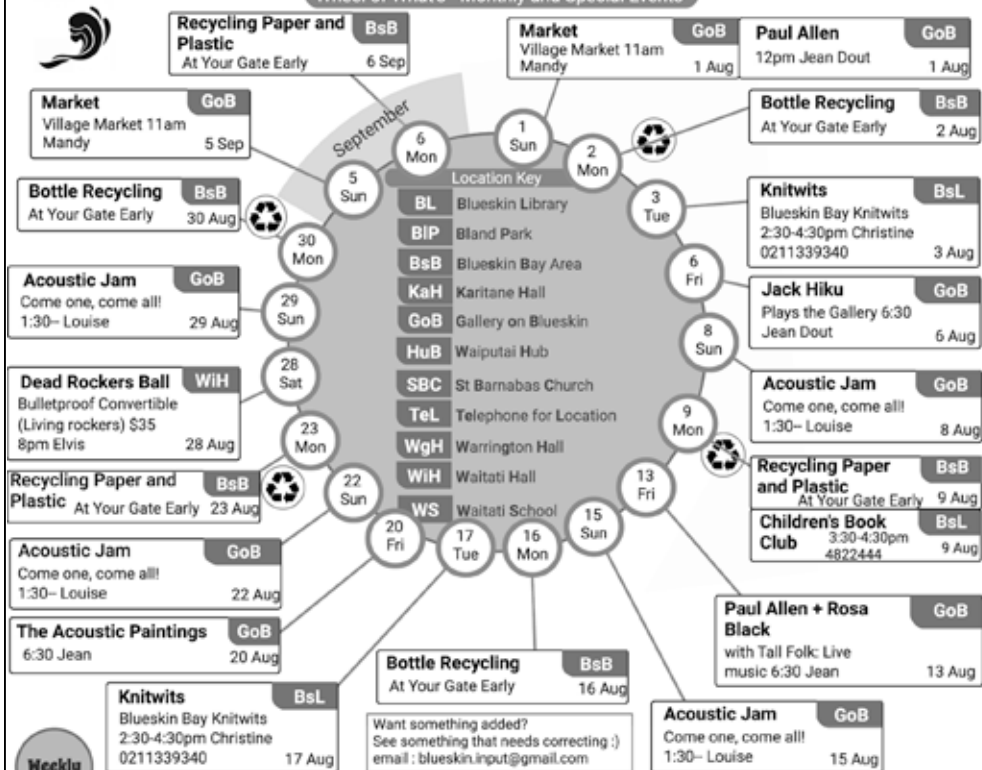 Wheel of What's - Monthly and Special Events
Recycling Paper and
Plastic
BsB
At Your Gate Early
6 Sep
Market
GoB
Village Market 11am
Mandy
1 Aug
Paul Allen
GoB
12pm Jean Dout
1 Aug
Market
GoB
Village Market 11am
Mandy
5 Sep
Bottle Recycling
BsB
At Your Gate Early
2 Aug
September
6
Mon
1
Sun
2
Mon
5
Sun
3
Tue
Bottle Recycling
BsB
At Your Gate Early
30 Aug
Knitwits
BsL
Blueskin Bay Knitwits
2:30-4:30pm Christine
0211339340
3 Aug
Location Key
BL Blueskin Library
BlP Bland Park
BsB Blueskin Bay Area
KaH Karitane Hall
GoB Gallery on Blueskin
HuB Waiputai Hub
SBC St Barnabas Church
TeL Telephone for Location
WgH Warrington Hall
WiH Waitati Hall
WS Waitati School
30
Mon
6
Fri
Acoustic Jam
GoB
Come one, come all!
1:30-- Louise
29 Aug
29
Sun
Jack Hiku
GoB
Plays the Gallery 6:30
Jean Dout
6 Aug
8
Sun
Dead Rockers Ball
WiH
Bulletproof Convertible
(Living rockers) $35
8pm Elvis
28 Aug
28
Sat
Acoustic Jam
GoB
Come one, come all!
1:30-- Louise
8 Aug
9
Mon
23
Mon
Recycling Paper and
Plastic
BsB
At Your Gate Early
23 Aug
Recycling Paper
and Plastic
BsB
At Your Gate Early
9 Aug
Children's Book
Club
BsL
3:30-4:30pm
4822444
9 Aug
22
Sun
13
Fri
20
Fri
17
Tue
16
Mon
15
Sun
Acoustic Jam
GoB
Come one, come all!
1:30-- Louise
22 Aug
The Acoustic Paintings
GoB
6:30 Jean
20 Aug
Paul Allen + Rosa
Black
GoB
with Tall Folk: Live
music 6:30 Jean
13 Aug
Bottle Recycling
BsB
At Your Gate Early
16 Aug
Knitwits
BsL
Blueskin Bay Knitwits
2:30-4:30pm Christine
0211339340
17 Aug
Want something added?
See something that needs correcting :)
email : blueskin.input@gmail.com
Acoustic Jam
GoB
Come one, come all!
1:30-- Louise
15 Aug
Weekly